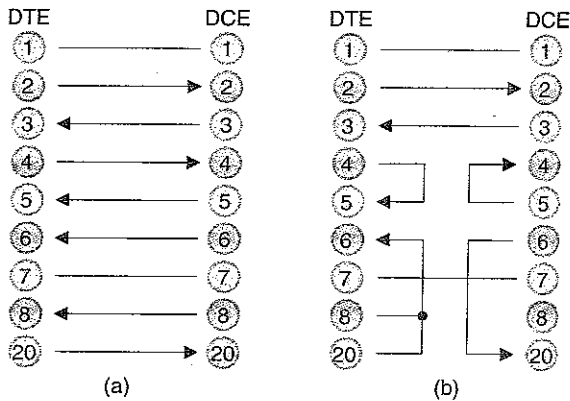 DTE DCE DTE DCE
1 1 1 1
2 2 2 2
3 3 3 3
4 4 4 4
5 5 5 5
6 6 6 6
7 7 7 7
8 8 8 8
20 20 20 20
(a) (b)